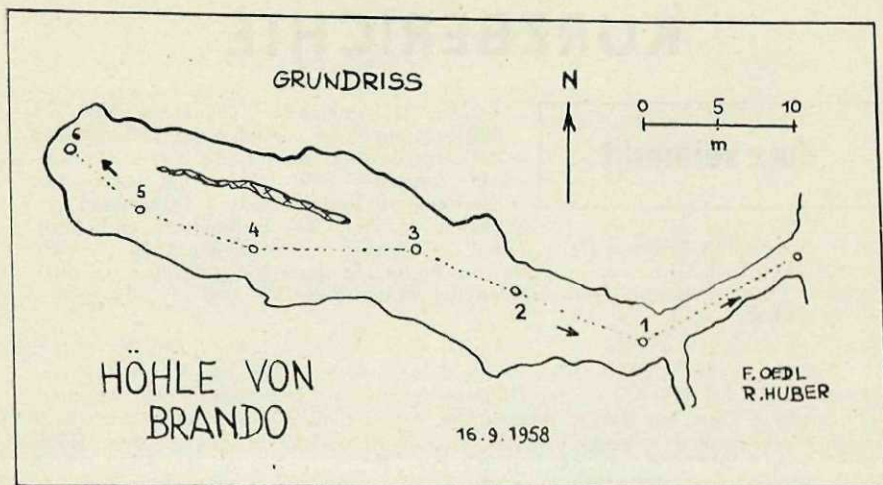 GRUNDRISS
N
0 5 10
m
6
5
4
3
2
1
HÖHLE VON
BRANDO
16.9.1958
F. OEDL
R. HUBER